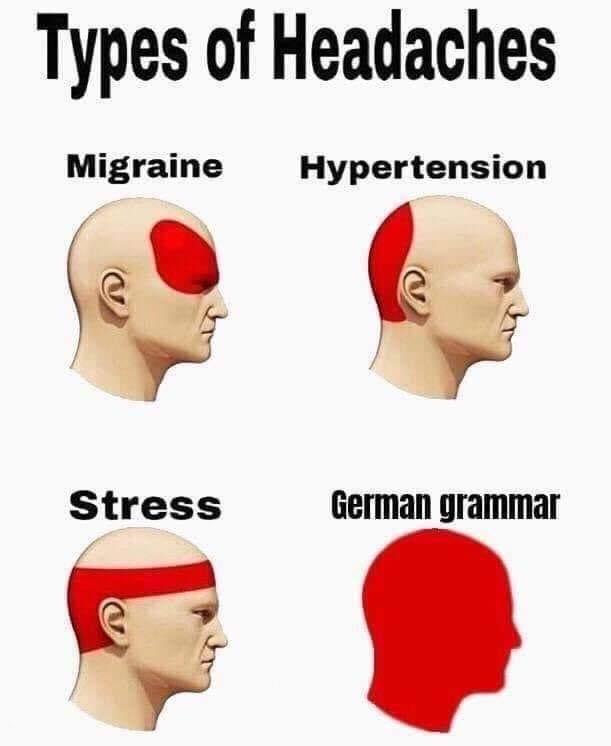 Types of Headaches
Migraine
Hypertension
Stress
German grammar